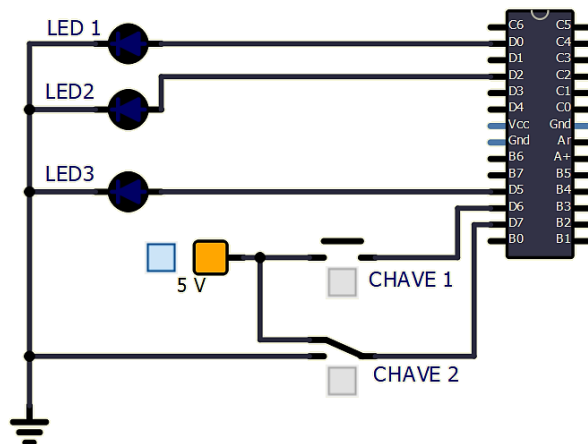 LED 1
LED2
LED3
5 V
CHAVE 1
CHAVE 2
C6 C5
D0 C4
D1 C3
D2 C2
D3 C1
D4 C0
Vcc Gnd
Gnd Ar
B6 A+
B7 B5
D5 B4
D6 B3
D7 B2
B0 B1